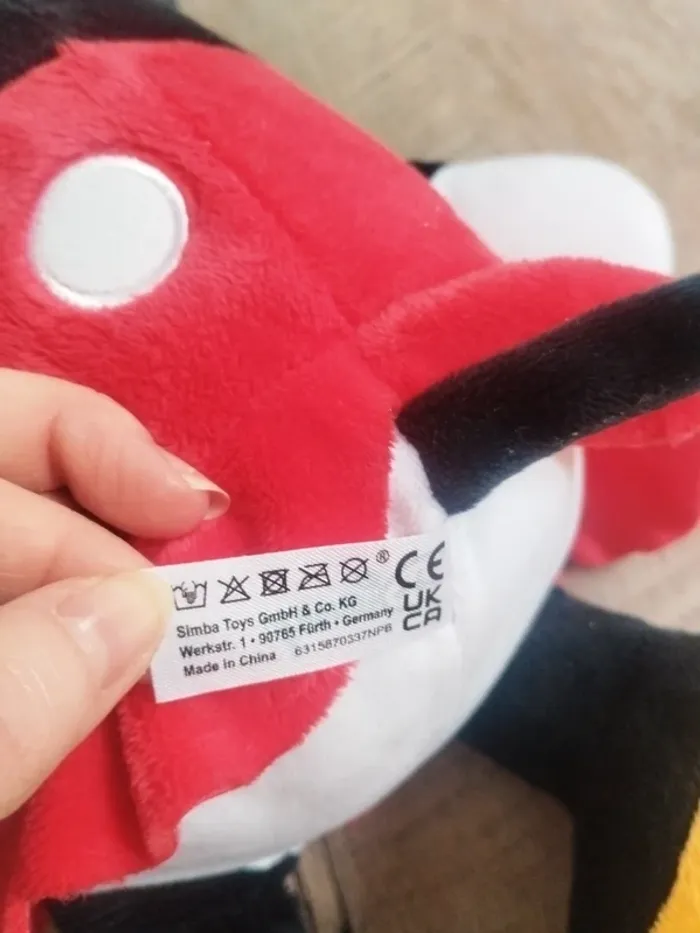 ® CE
UK
CA
Simba Toys GmbH & Co. KG
Werkstr. 1 • 90765 Fürth • Germany
Made in China 6315870337NPB